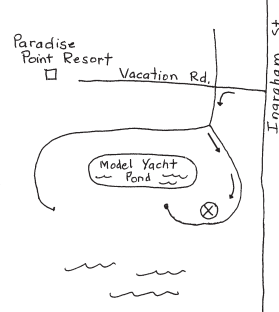 Paradise
Point Resort
Vacation Rd.
Ingraham St
Model Yacht
Pond